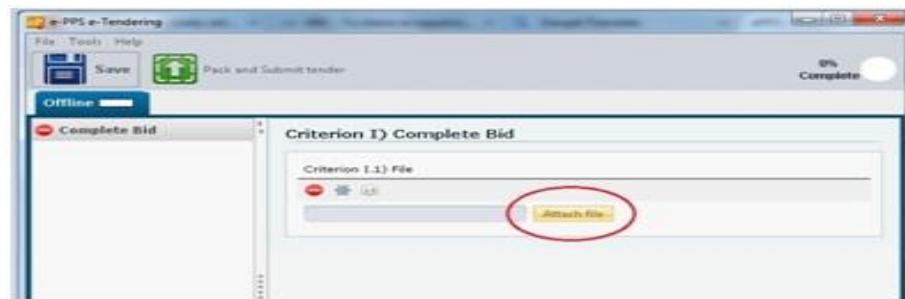 e-PPS e-Tendering
File Tools Help
Save Pack and Submit tender
0%
Complete
Offline
Complete Bid
Criterion I) Complete Bid
Criterion I.1) File
Attach file